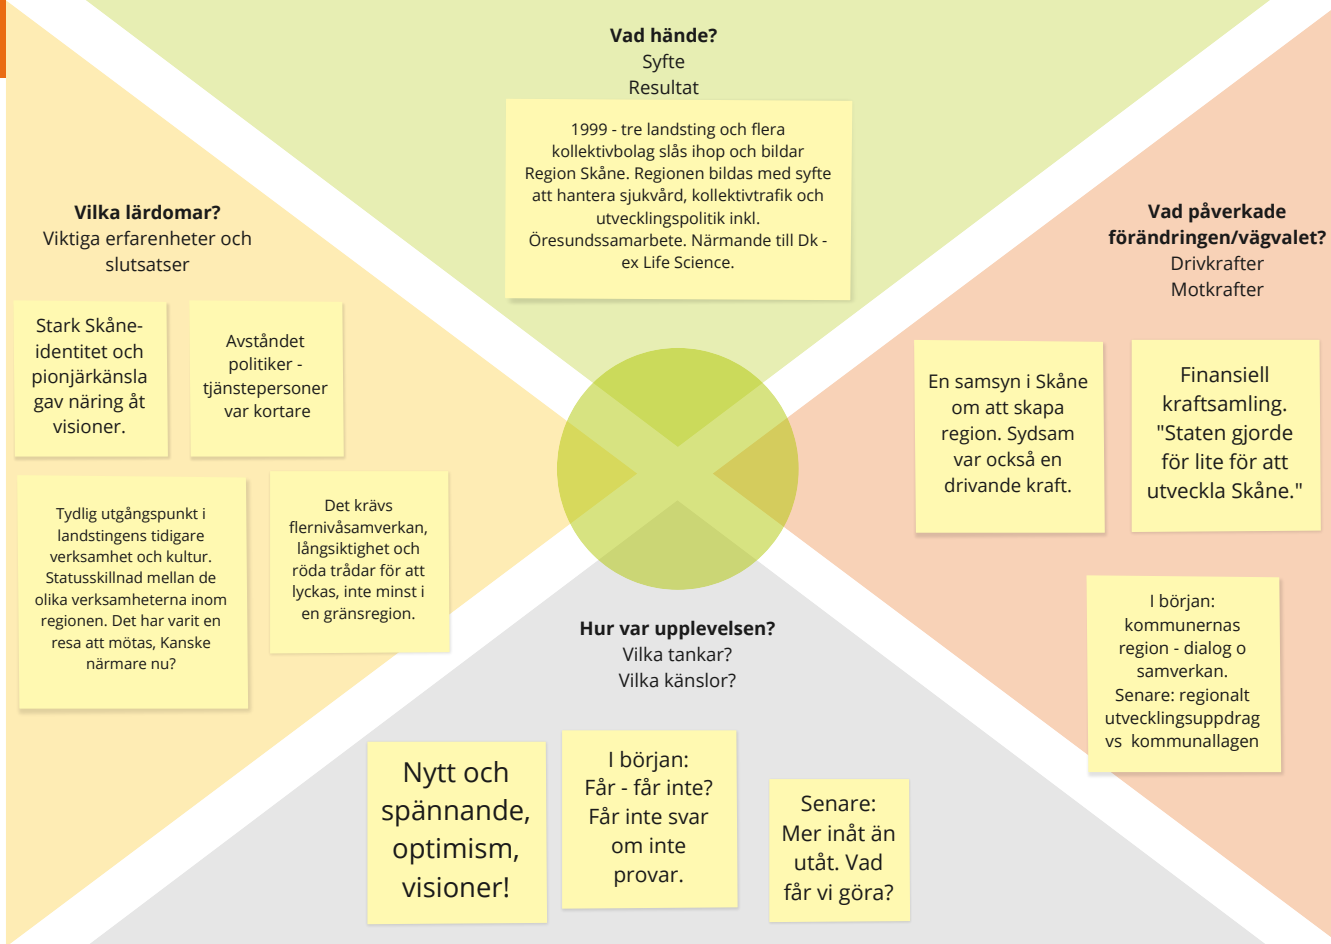 Vad hände?
Syfte
Resultat
1999 - tre landsting och flera
kollektivbolag slås ihop och bildar
Region Skåne. Regionen bildas med syfte
att hantera sjukvård, kollektivtrafik och
utvecklingspolitik inkl.
Öresundssamarbete. Närmande till Dk -
ex Life Science.
Vilka lärdomar?
Viktiga erfarenheter och
slutsatser
Stark Skåne-
identitet och
pionjärkänsla
gav näring åt
visioner.
Avståndet
politiker -
tjänstepersoner
var kortare
Tydlig utgångspunkt i
landstingens tidigare
verksamhet och kultur.
Statusskillnad mellan de
olika verksamheterna inom
regionen. Det har varit en
resa att mötas, Kanske
närmare nu?
Det krävs
flernivåsamverkan,
långsiktighet och
röda trådar för att
lyckas, inte minst i
en gränsregion.
Vad påverkade
förändringen/vägvalet?
Drivkrafter
Motkrafter
En samsyn i Skåne
om att skapa
region. Sydsam
var också en
drivande kraft.
Finansiell
kraftsamling.
"Staten gjorde
för lite för att
utveckla Skåne."
I början:
kommunernas
region - dialog o
samverkan.
Senare: regionalt
utvecklingsuppdrag
vs kommunallagen
Hur var upplevelsen?
Vilka tankar?
Vilka känslor?
Nytt och
spännande,
optimism,
visioner!
I början:
Får - får inte?
Får inte svar
om inte
provar.
Senare:
Mer inåt än
utåt. Vad
får vi göra?